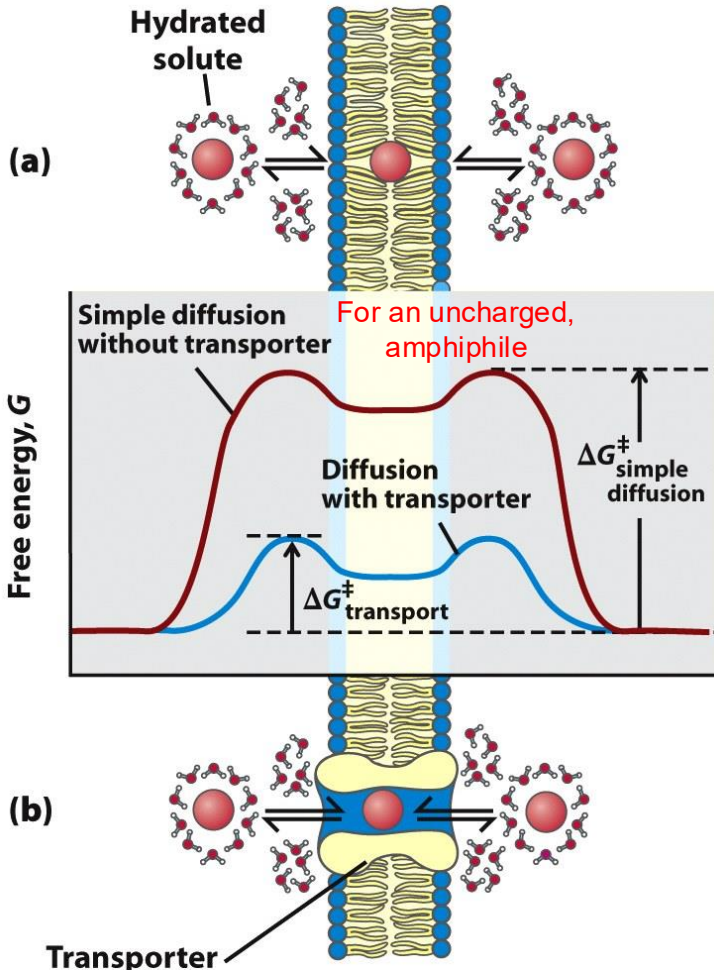 Hydrated
solute
(a)
Simple diffusion
without transporter
For an uncharged,
amphiphile
Free energy, G
Diffusion
with transporter
ΔG‡simple
diffusion
ΔG‡transport
(b)
Transporter